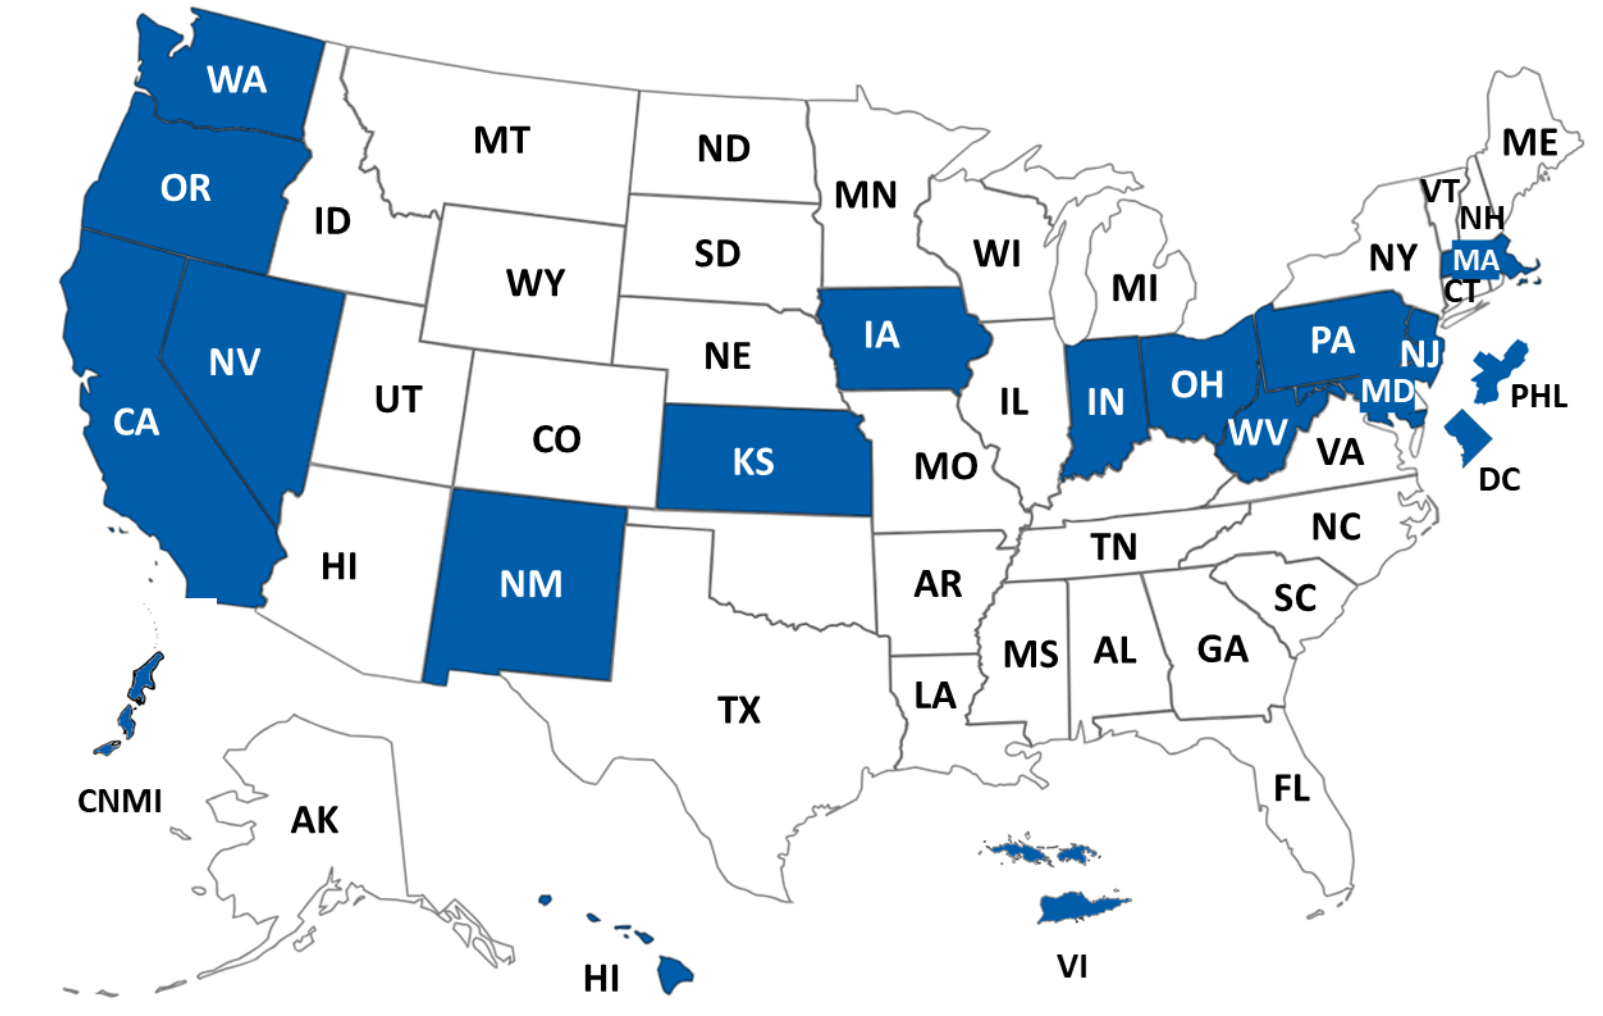 WA
MT
ND
ME
OR
MN
VT
ID
NH
SD
WI
NY
MA
WY
MI
CT
IA
PA
NE
NJ
NV
OH
MD
PHL
UT
IN
IL
CA
CO
WV
VA
KS
MO
DC
NC
TN
HI
NM
AR
SC
MS
AL
GA
LA
TX
FL
CNMI
AK
VI
HI